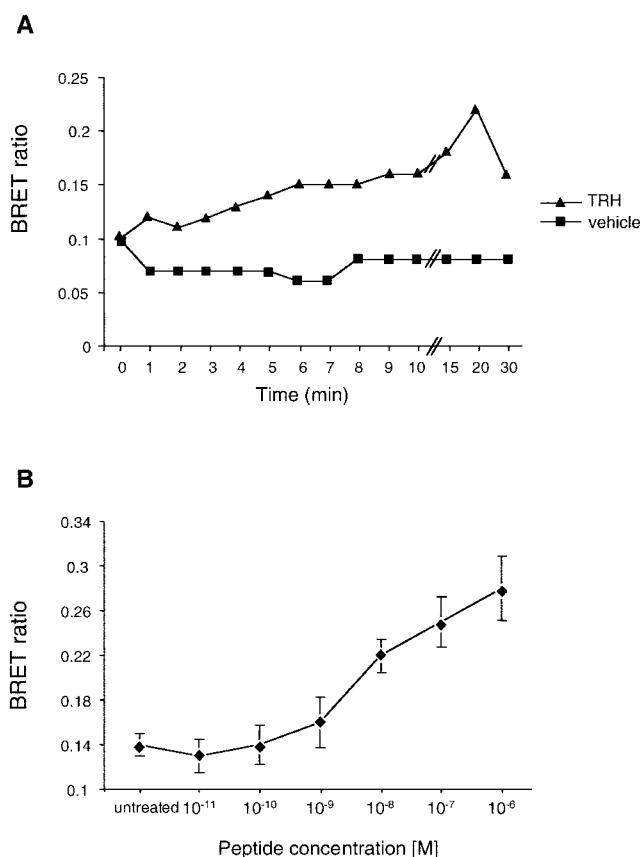 A
0.25
0.2
0.15
0.1
0.05
0
BRET ratio
0 1 2 3 4 5 6 7 8 9 10 15 20 30
Time (min)
TRH
vehicle
B
0.34
0.3
0.26
0.22
0.18
0.14
0.1
BRET ratio
untreated 10⁻¹¹ 10⁻¹⁰ 10⁻⁹ 10⁻⁸ 10⁻⁷ 10⁻⁶
Peptide concentration [M]